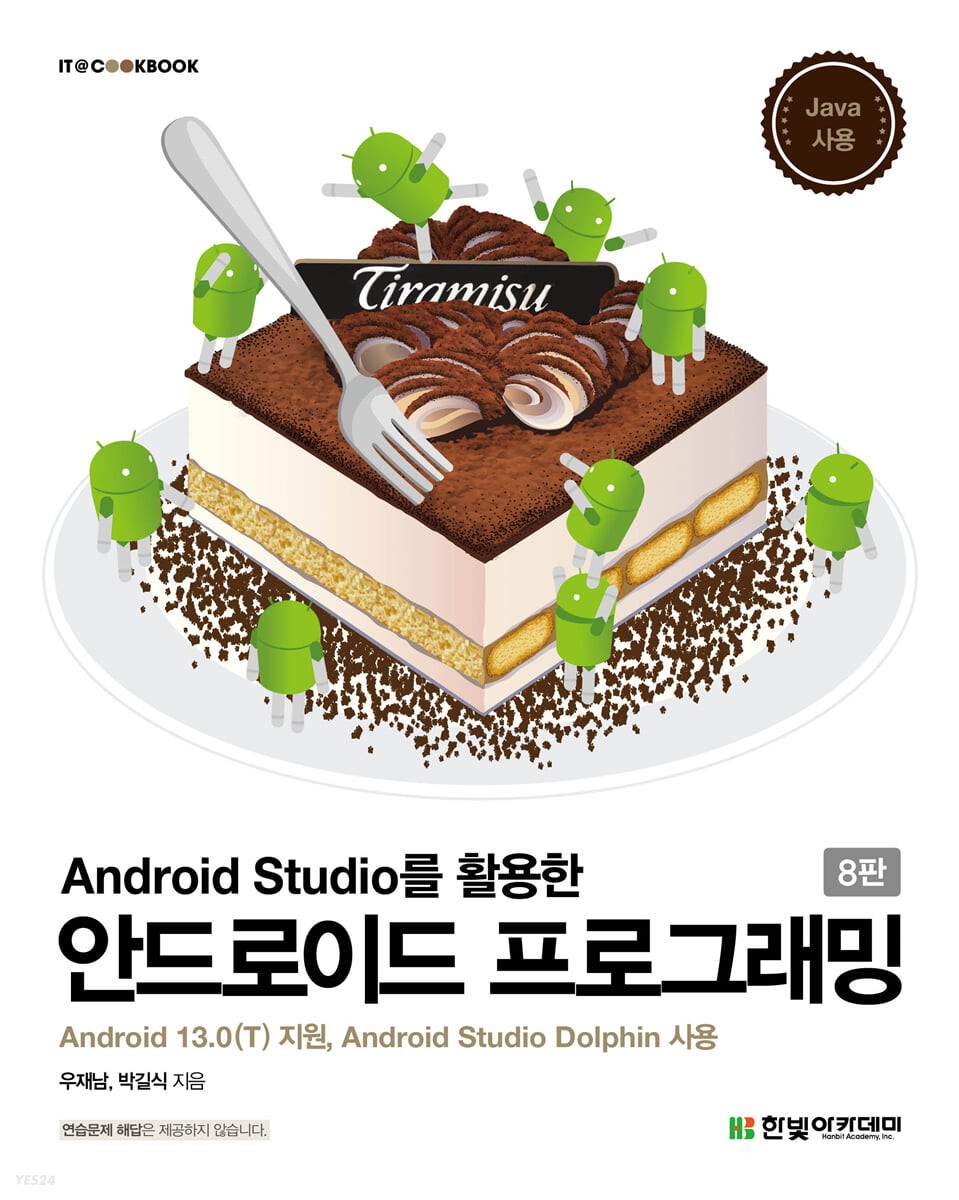 IT@COOKBOOK
Java
사용
Tiramisu
Android Studio를 활용한
8판
안드로이드 프로그래밍
Android 13.0(T) 지원, Android Studio Dolphin 사용
우재남, 박길식 지음
연습문제 해답은 제공하지 않습니다.
한빛아카데미
Hanbit Academy, Inc.
YES24